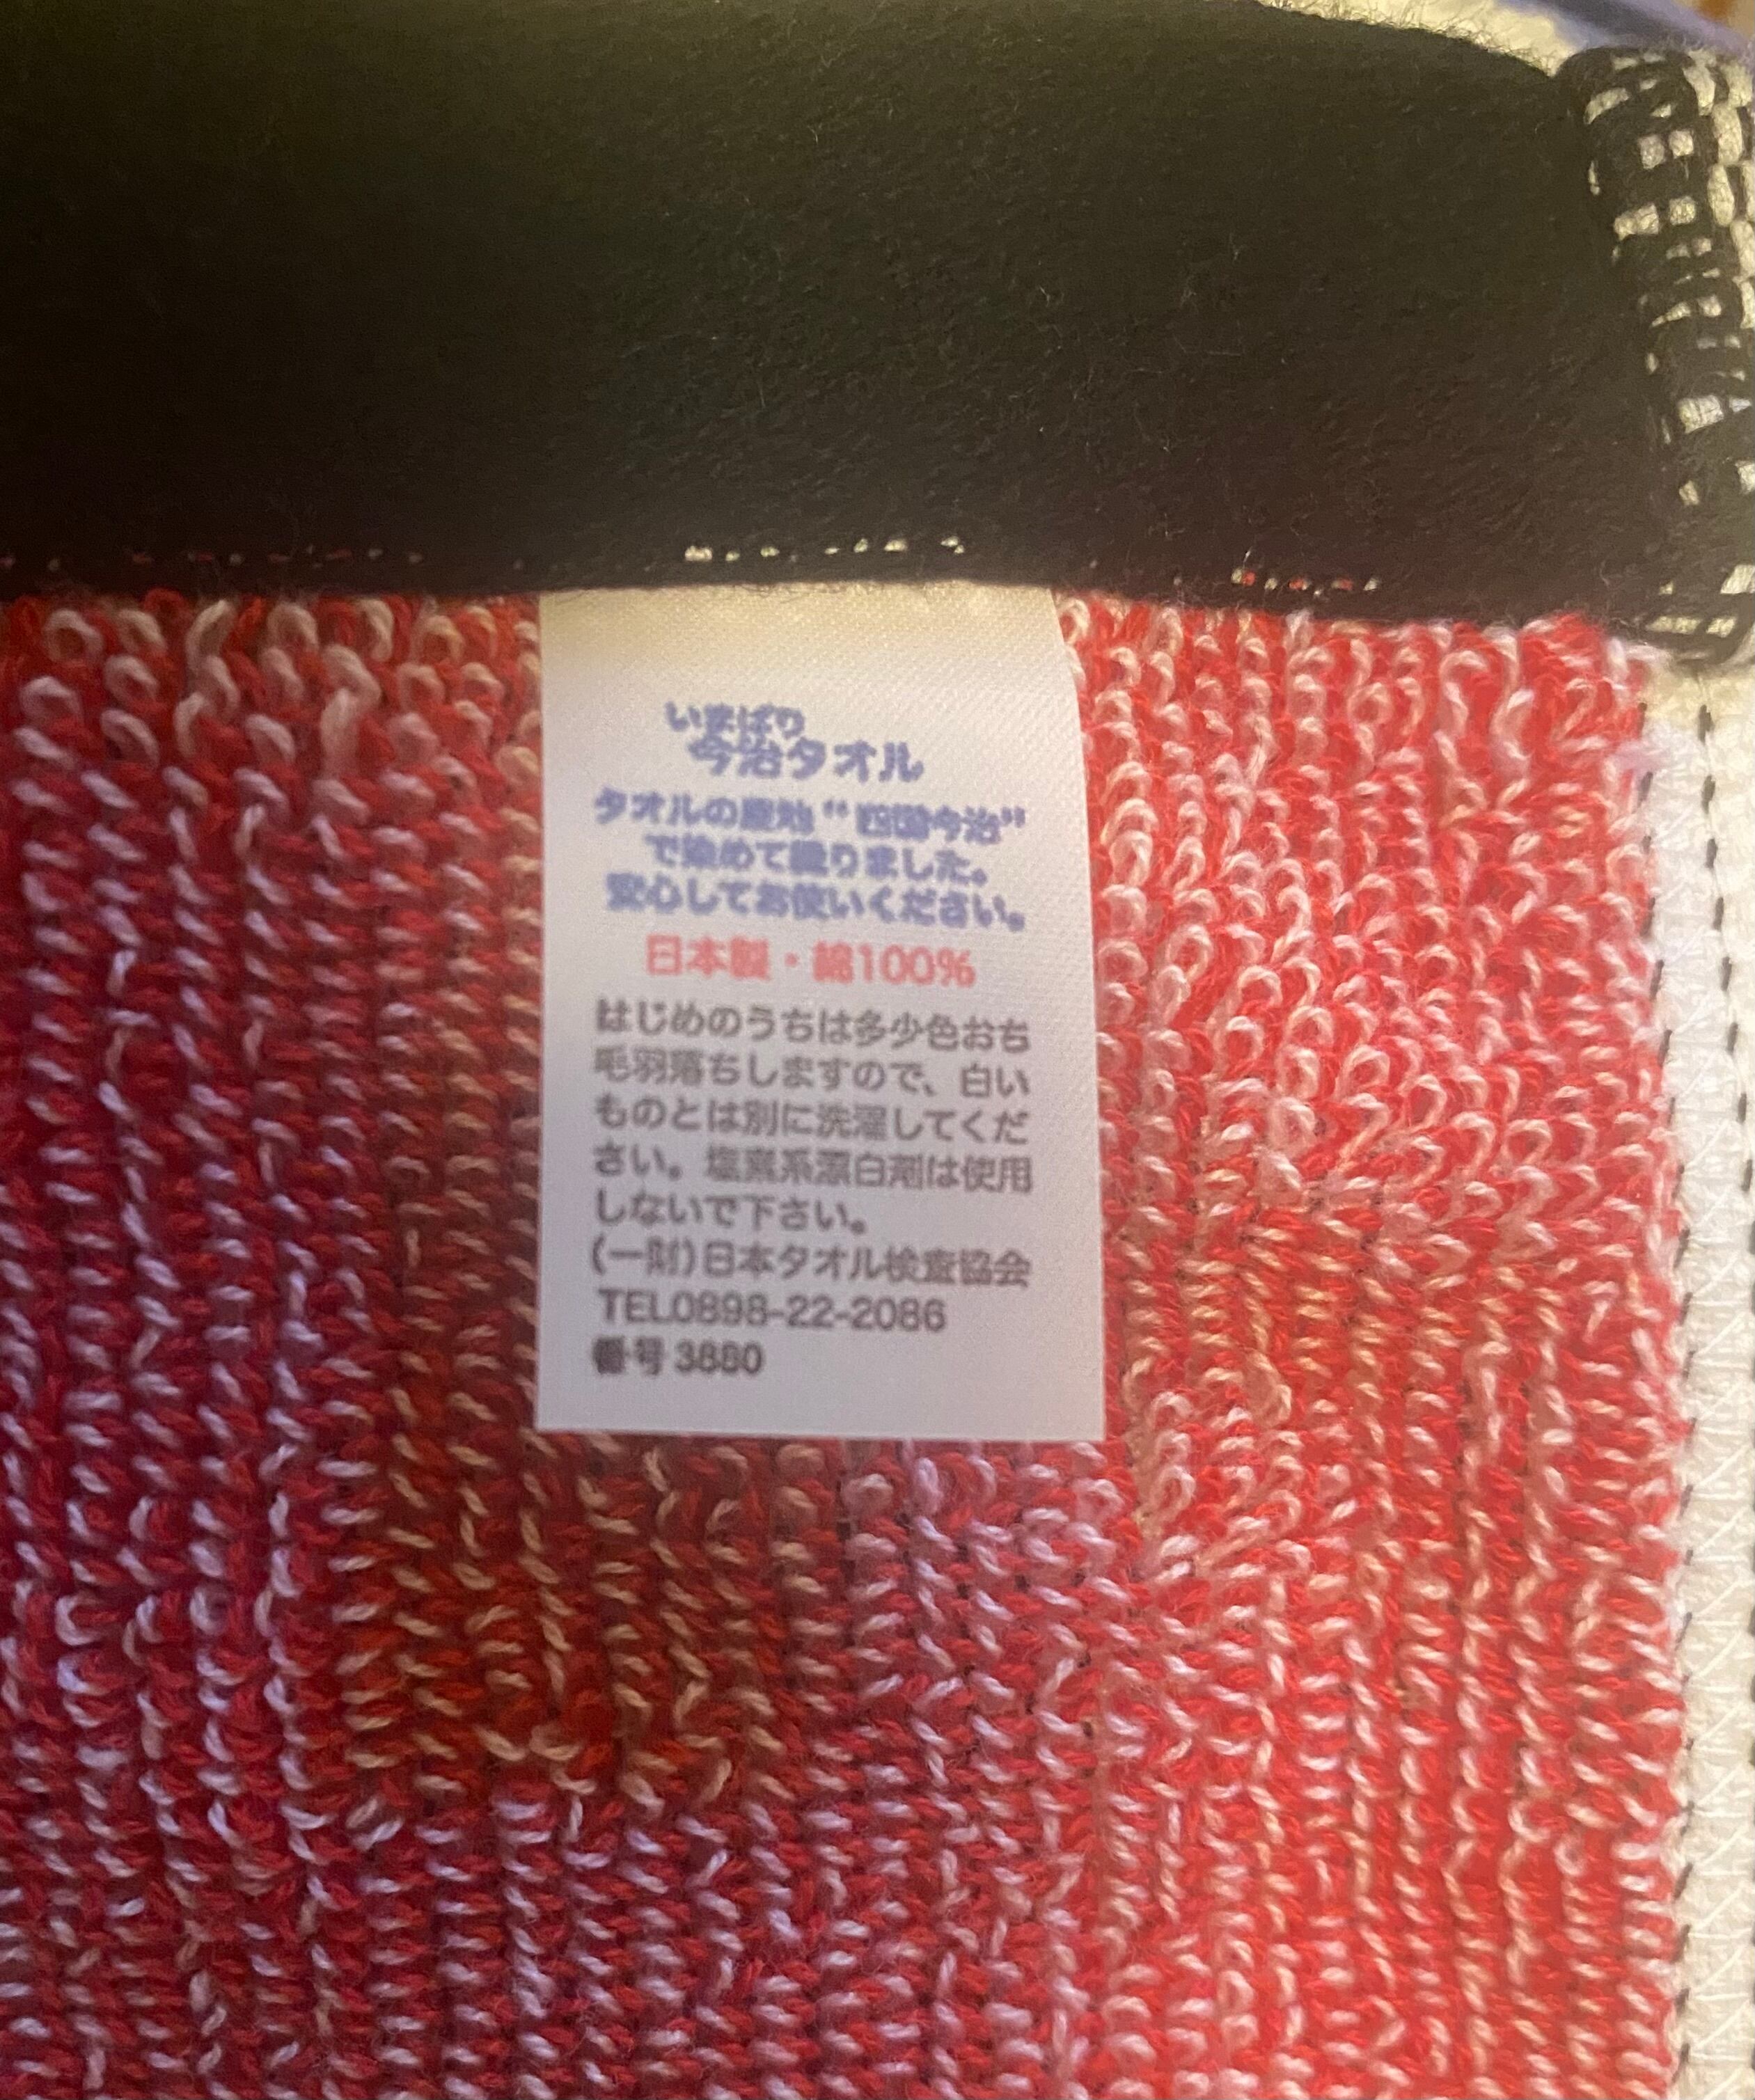 いまばり
今治タオル
タオルの産地“四国今治”
で染めて織りました。
安心してお使いください。
日本製・綿100%
はじめのうちは多少色おち
毛羽落ちしますので、白い
ものとは別に洗濯してくだ
さい。塩素系漂白剤は使用
しないで下さい。
(一財)日本タオル検査協会
TEL0898-22-2086
番号3880